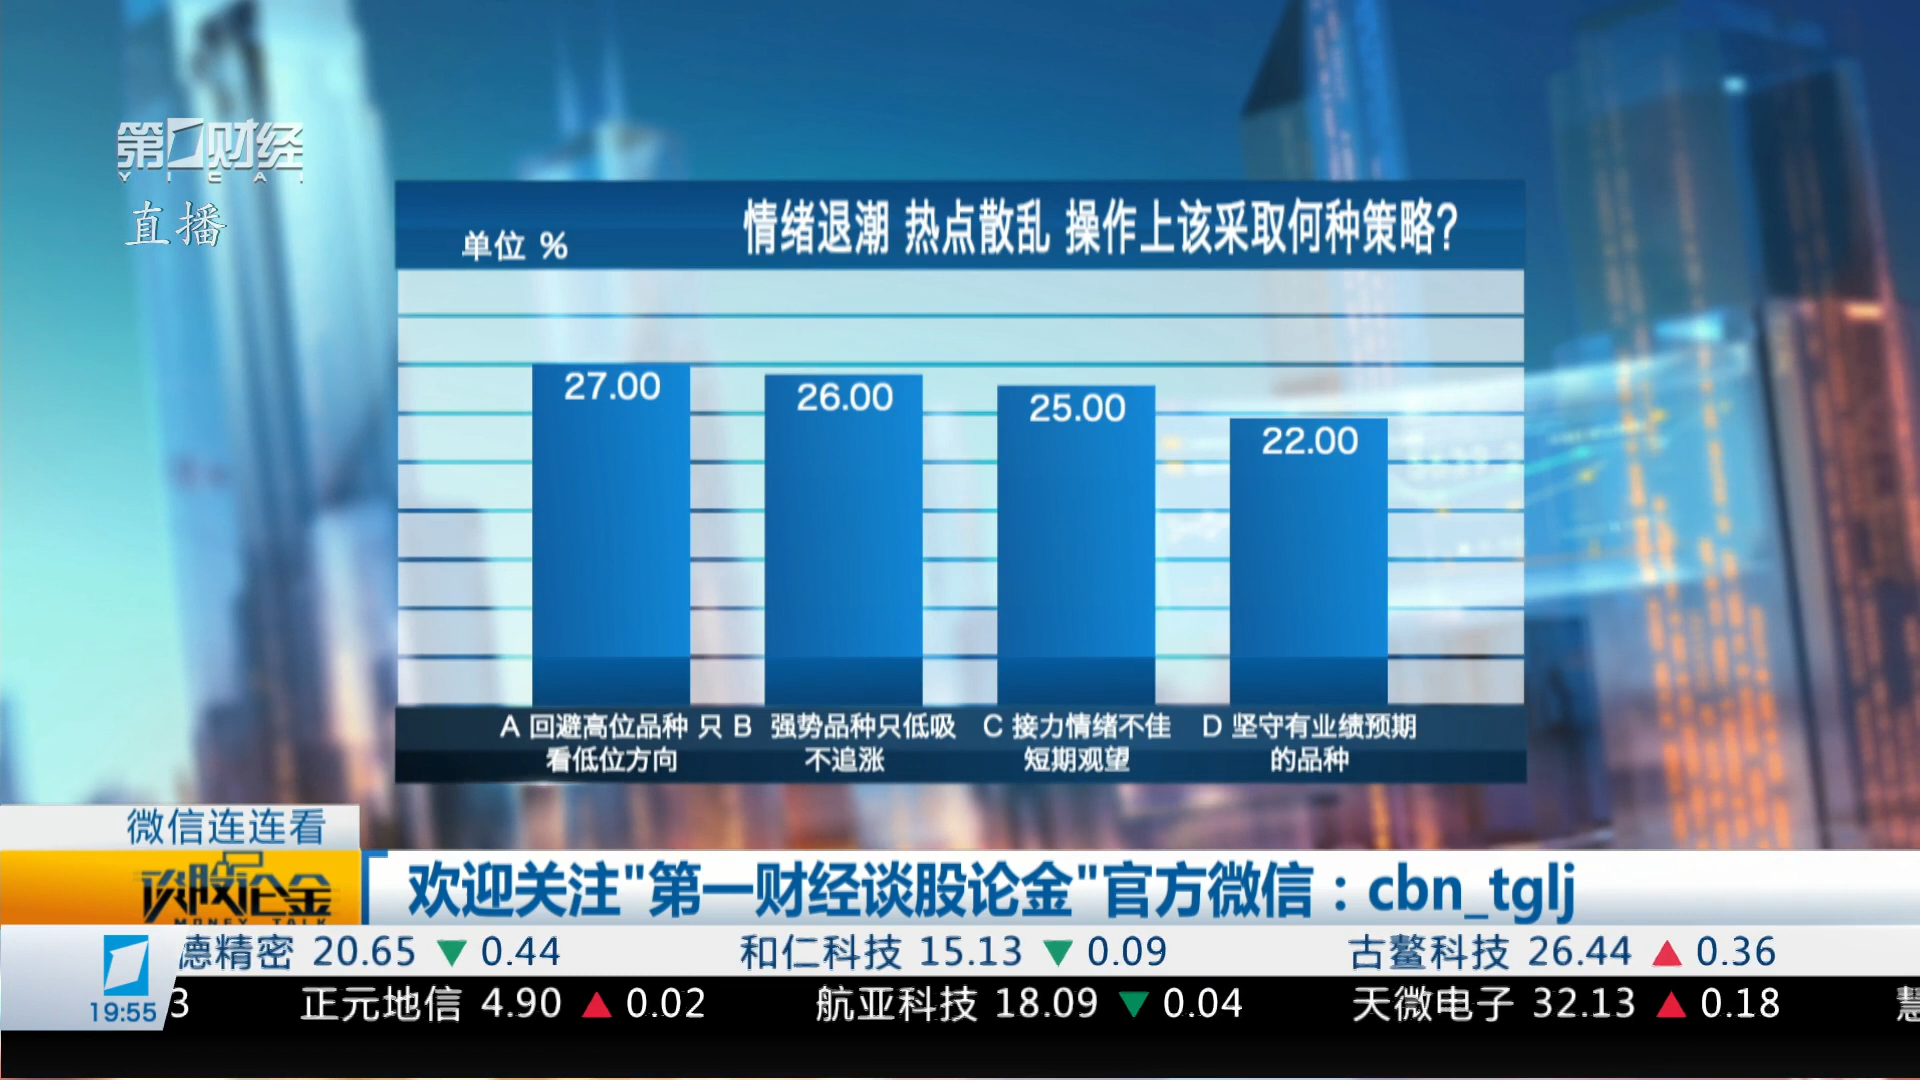 第一财经
YICAI
直播
单位 %
情绪退潮 热点散乱 操作上该采取何种策略?
27.00
26.00
25.00
22.00
A 回避高位品种 只
看低位方向
B 强势品种只低吸
不追涨
C 接力情绪不佳
短期观望
D 坚守有业绩预期
的品种
微信连连看
谈股论金
MONEY TALK
欢迎关注"第一财经谈股论金"官方微信：cbn_tglj
德精密 20.65 ▼ 0.44 和仁科技 15.13 ▼ 0.09 古鳌科技 26.44 ▲ 0.36
19:55
3 正元地信 4.90 ▲ 0.02 航亚科技 18.09 ▼ 0.04 天微电子 32.13 ▲ 0.18